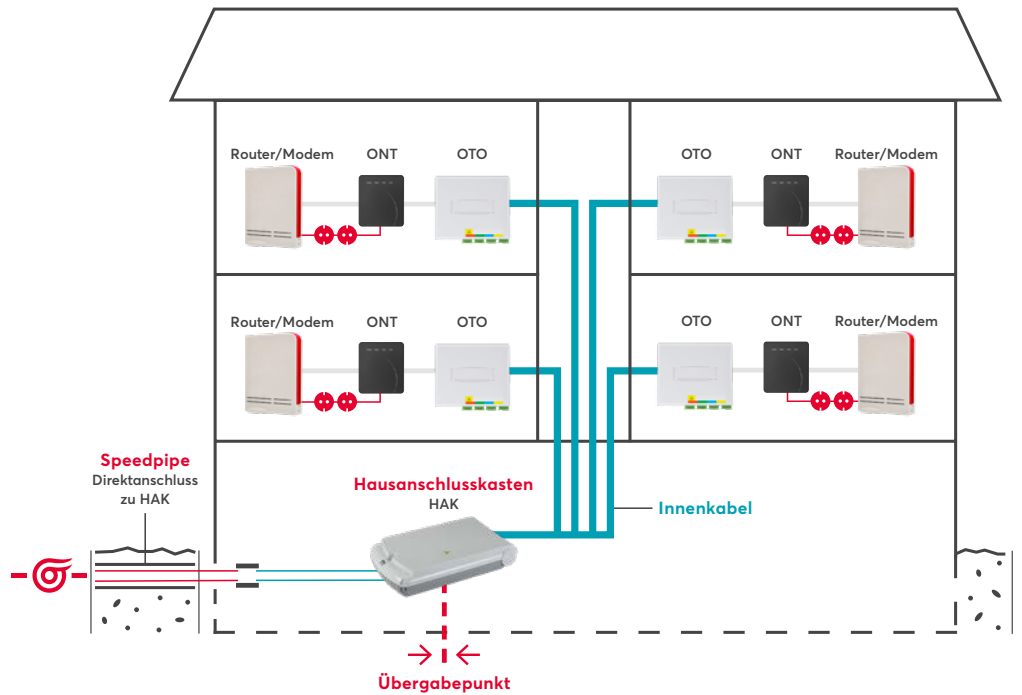 Router/Modem ONT OTO
OTO ONT Router/Modem
Router/Modem ONT OTO
OTO ONT Router/Modem
Speedpipe
Direktanschluss
zu HAK
Hausanschlusskasten
HAK
Innenkabel
Übergabepunkt